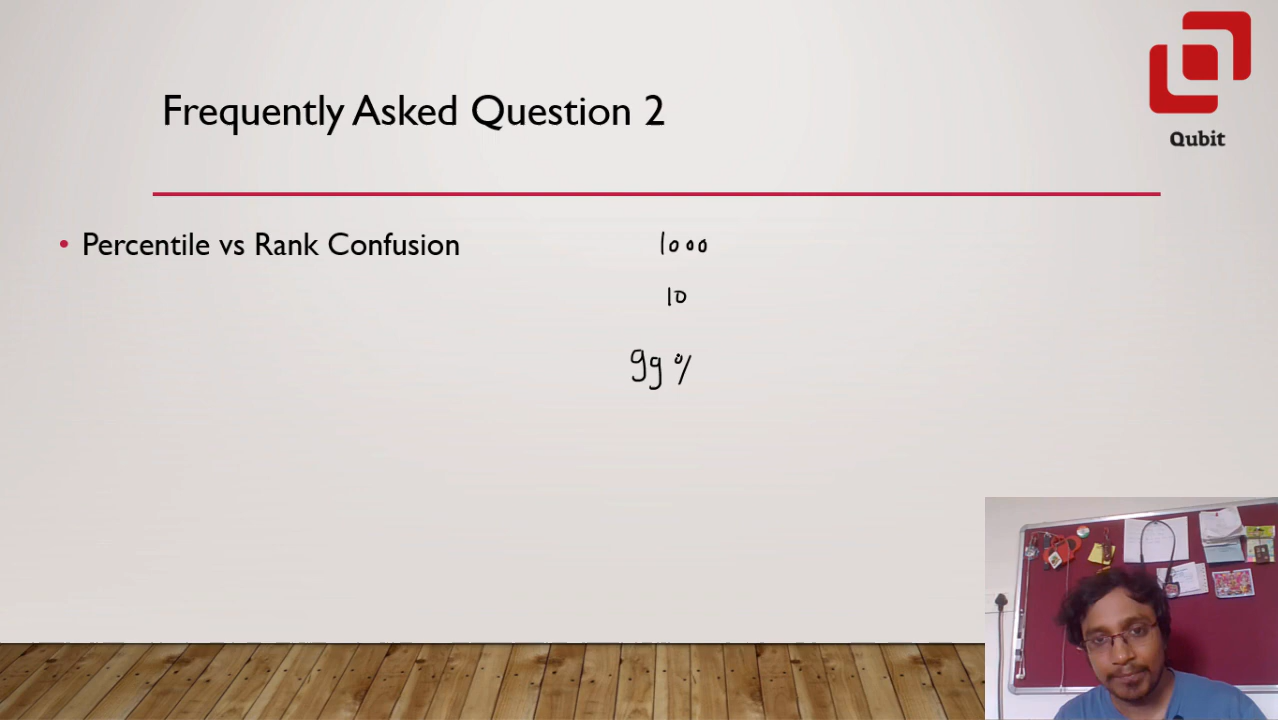 Frequently Asked Question 2
Qubit
• Percentile vs Rank Confusion
1000
10
99%